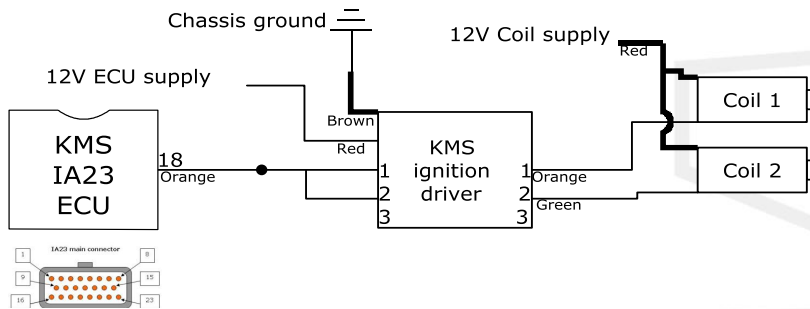 Chassis ground
12V Coil supply
Red
12V ECU supply
Coil 1
Brown
Red
KMS
IA23
ECU
18
Orange
KMS
ignition
driver
1
2
3
1
2
3
Orange
Green
Coil 2
IA23 main connector
1
8
9
15
16
23